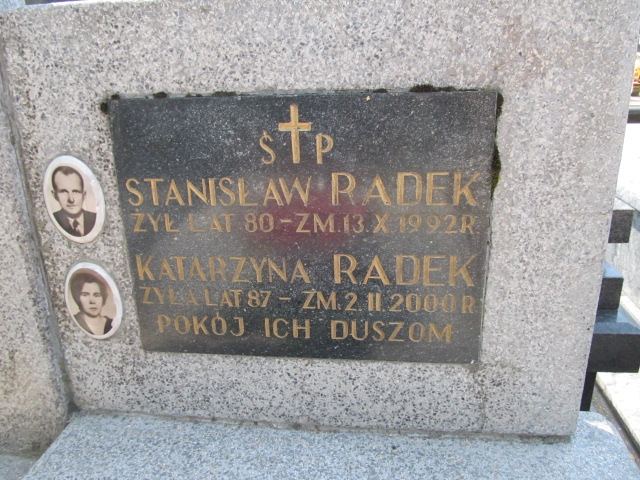 Ś P
STANISŁAW RADEK
ŻYŁ LAT 80 - ZM. 13. X 1992 R.
KATARZYNA RADEK
ŻYŁA LAT 87 - ZM. 2. II. 2000 R
POKÓJ ICH DUSZOM